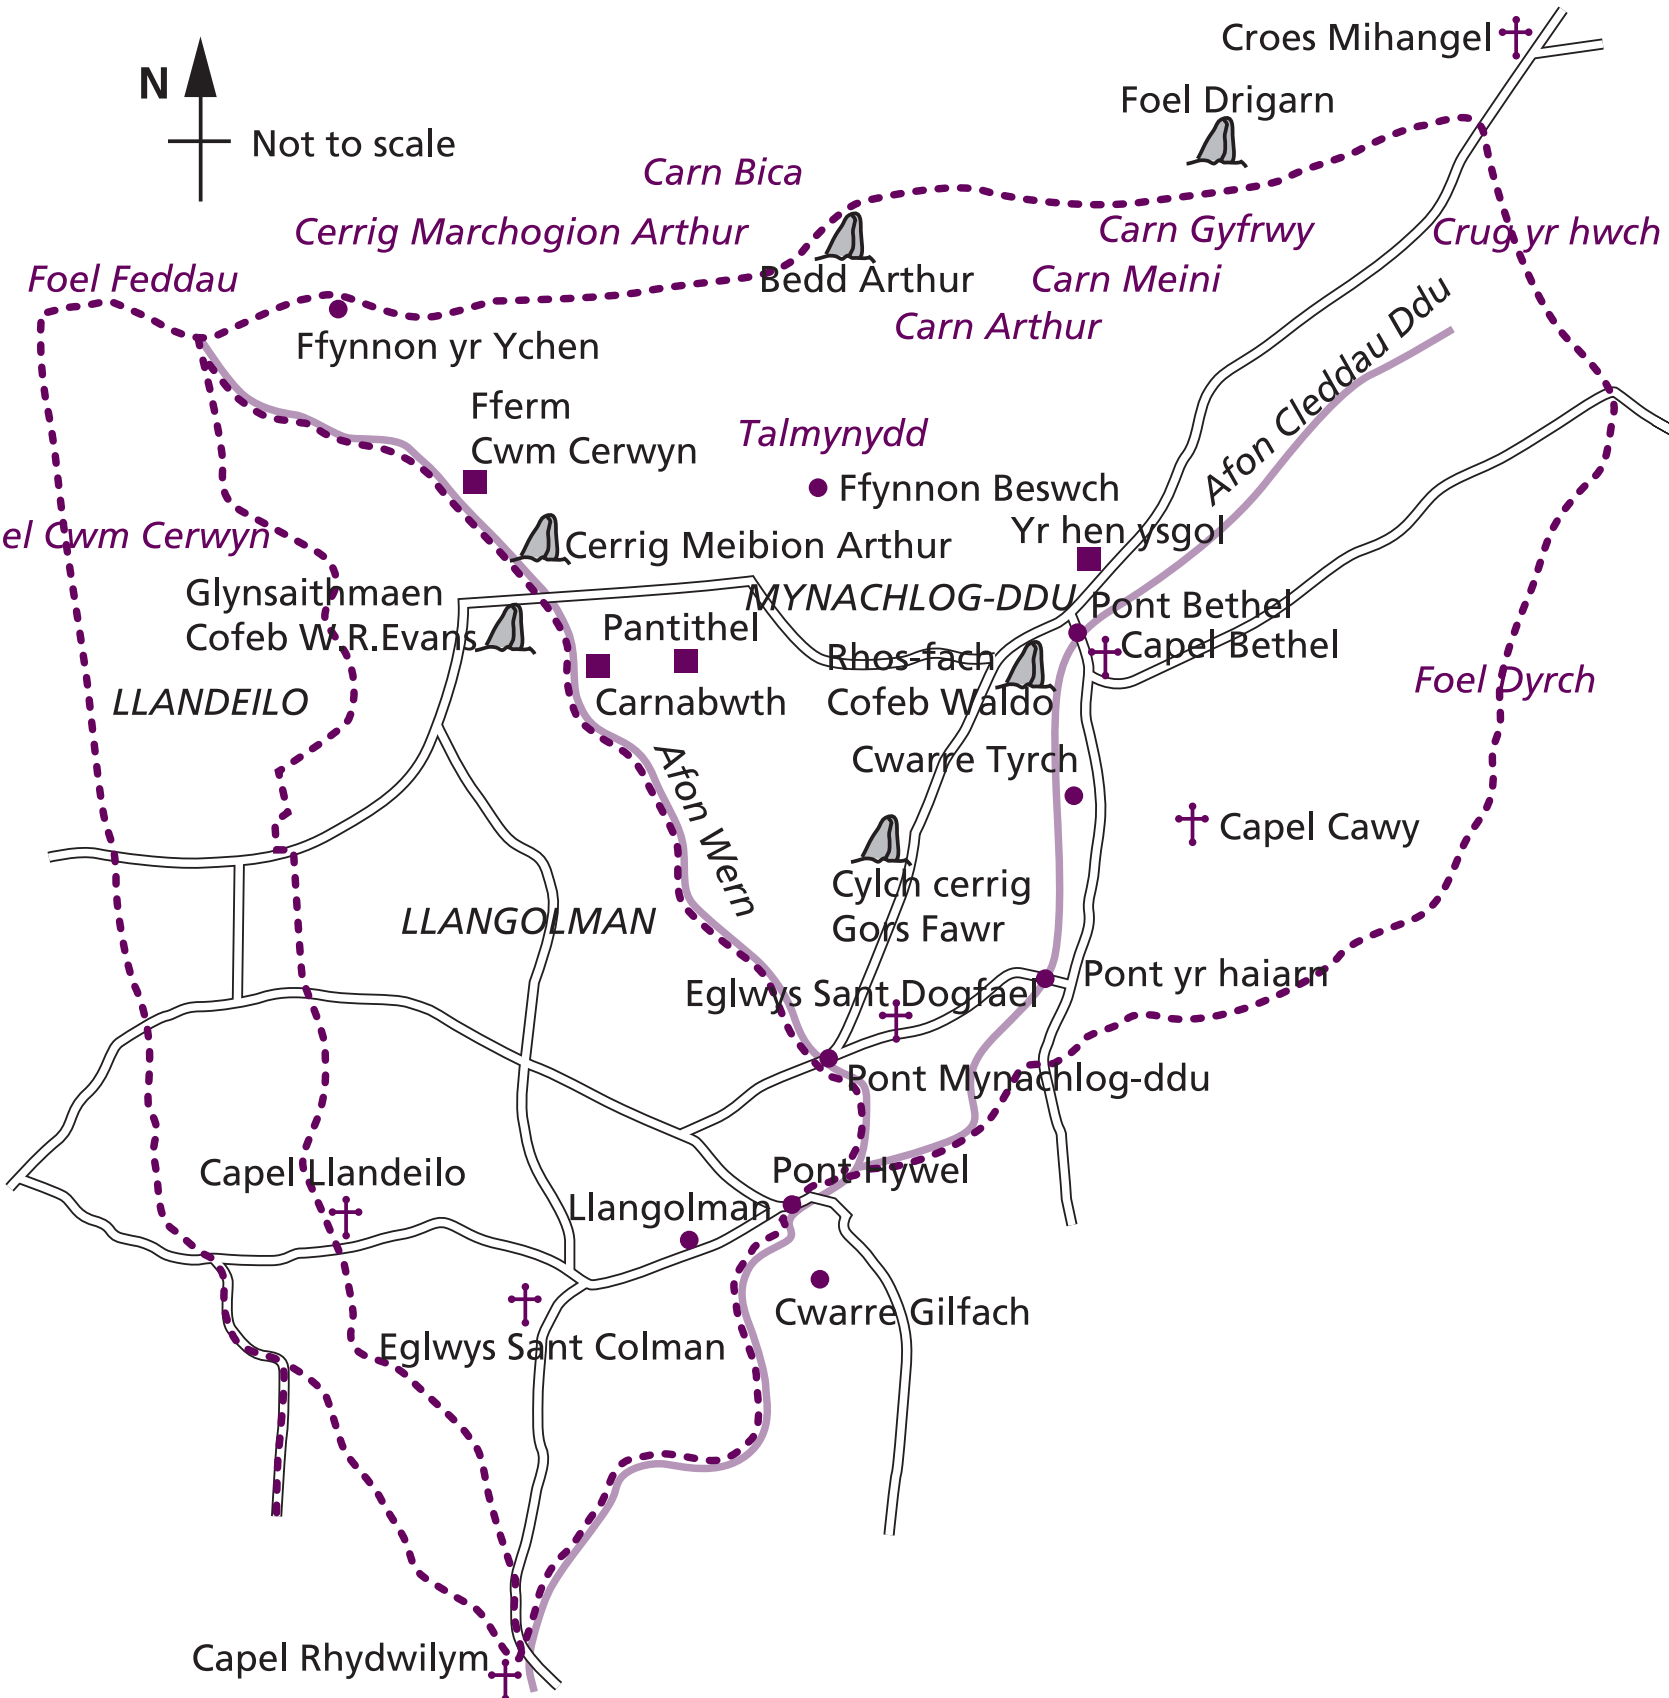 Croes Mihangel
N
Foel Drigarn
Not to scale
Carn Bica
Cerrig Marchogion Arthur
Carn Gyfrwy
Crug yr hwch
Foel Feddau
Bedd Arthur
Carn Meini
Carn Arthur
Afon Cleddau Ddu
Ffynnon yr Ychen
Fferm
Cwm Cerwyn
Talmynydd
Ffynnon Beswch
el Cwm Cerwyn
Cerrig Meibion Arthur
Yr hen ysgol
Glynsaithmaen
Cofeb W.R.Evans
MYNACHLOG-DDU
Pont Bethel
Pantithel
Capel Bethel
Rhos-fach
Cofeb Waldo
Foel Dyrch
LLANDEILO
Carnabwth
Cwarre Tyrch
Afon Wern
Capel Cawy
Cylch cerrig
Gors Fawr
LLANGOLMAN
Pont yr haiarn
Eglwys Sant Dogfael
Pont Mynachlog-ddu
Capel Llandeilo
Pont Hywel
Llangolman
Cwarre Gilfach
Eglwys Sant Colman
Capel Rhydwilym